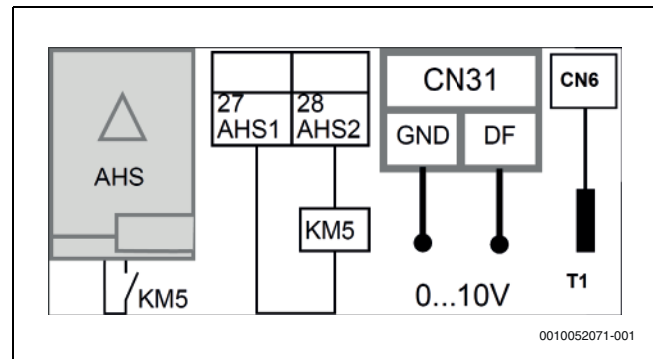 AHS
KM5
27
AHS1
28
AHS2
KM5
CN31
GND
DF
0...10V
CN6
T1
0010052071-001